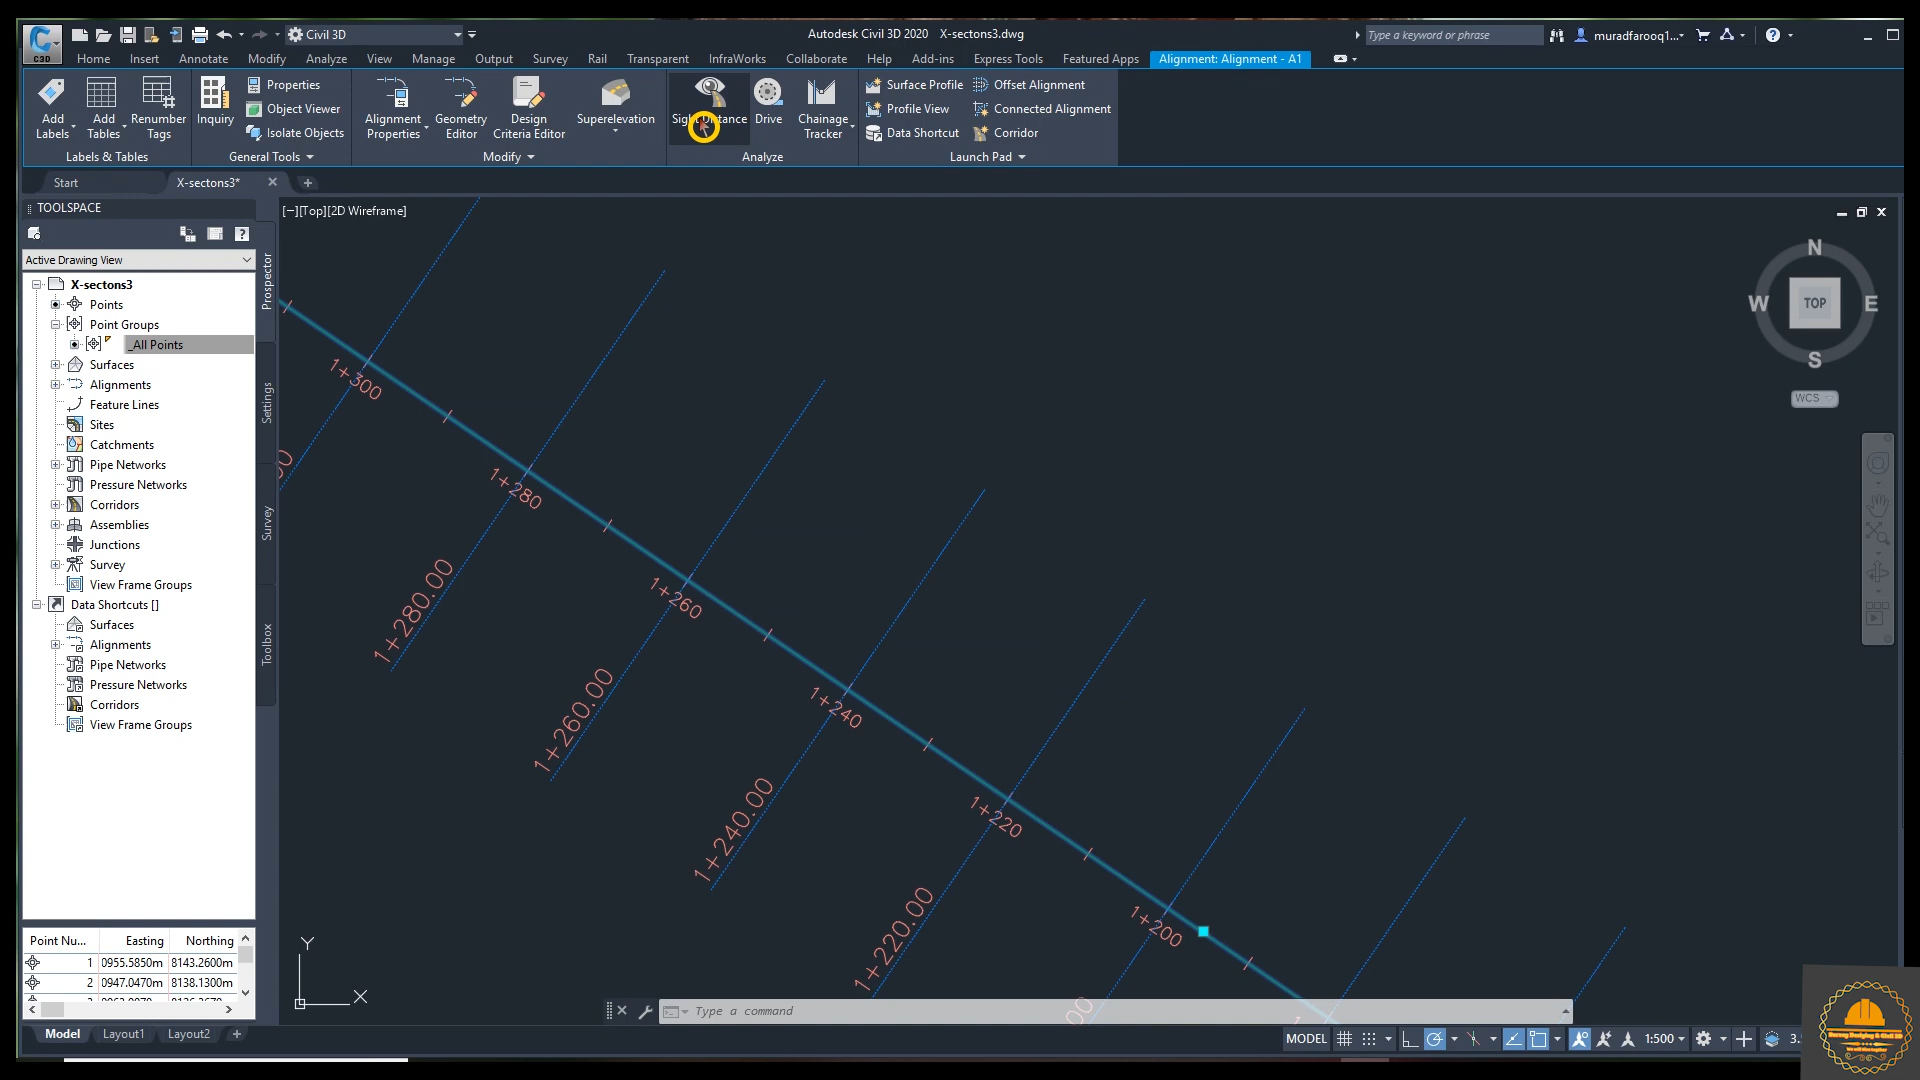 Civil 3D
Autodesk Civil 3D 2020 X-sectons3.dwg
Type a keyword or phrase
muradfarooq1...
C3D
Home Insert Annotate Modify Analyze View Manage Output Survey Rail Transparent InfraWorks Collaborate Help Add-ins Express Tools Featured Apps Alignment: Alignment - A1
Add Labels
Add Tables
Renumber Tags
Labels & Tables
Inquiry
Properties
Object Viewer
Isolate Objects
General Tools
Alignment Properties
Geometry Editor
Design Criteria Editor
Superelevation
Modify
Sight Distance
Drive
Chainage Tracker
Analyze
Surface Profile
Profile View
Data Shortcut
Offset Alignment
Connected Alignment
Corridor
Launch Pad
Start
X-sectons3*
TOOLSPACE
Active Drawing View
X-sectons3
Points
Point Groups
_All Points
Surfaces
Alignments
Feature Lines
Sites
Catchments
Pipe Networks
Pressure Networks
Corridors
Assemblies
Junctions
Survey
View Frame Groups
Data Shortcuts []
Surfaces
Alignments
Pipe Networks
Pressure Networks
Corridors
View Frame Groups
Prospector
Settings
Survey
Toolbox
Point Nu... Easting Northing
1 0955.5850m 8143.2600m
2 0947.0470m 8138.1300m
[−][Top][2D Wireframe]
N
W TOP E
S
WCS
1+300
1+280
1+280.00
1+260
1+260.00
1+240
1+240.00
1+220
1+220.00
1+200
Y
X
Type a command
Model Layout1 Layout2 +
MODEL
1:500